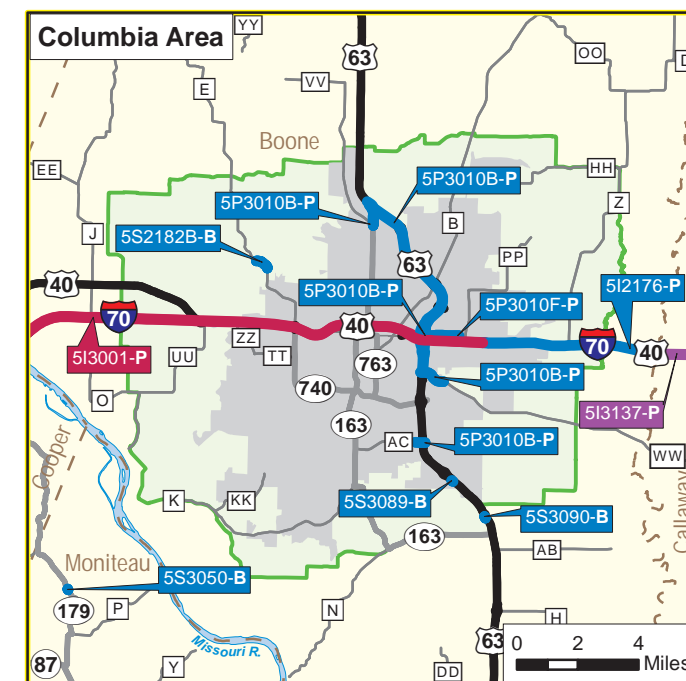 Columbia Area
YY
63
OO
D
VV
E
Boone
EE
HH
5P3010B-P
5P3010B-P
Z
B
J
5S2182B-B
PP
63
40
5P3010B-P
5I2176-P
5P3010F-P
70
40
70
40
ZZ
TT
763
5I3001-P
UU
5P3010B-P
740
5I3137-P
O
163
AC
5P3010B-P
WW
Cooper
K
KK
5S3089-B
5S3090-B
Callaway
163
AB
Moniteau
5S3050-B
179
P
N
H
Missouri R.
63
0 2 4
Miles
87
Y
DD